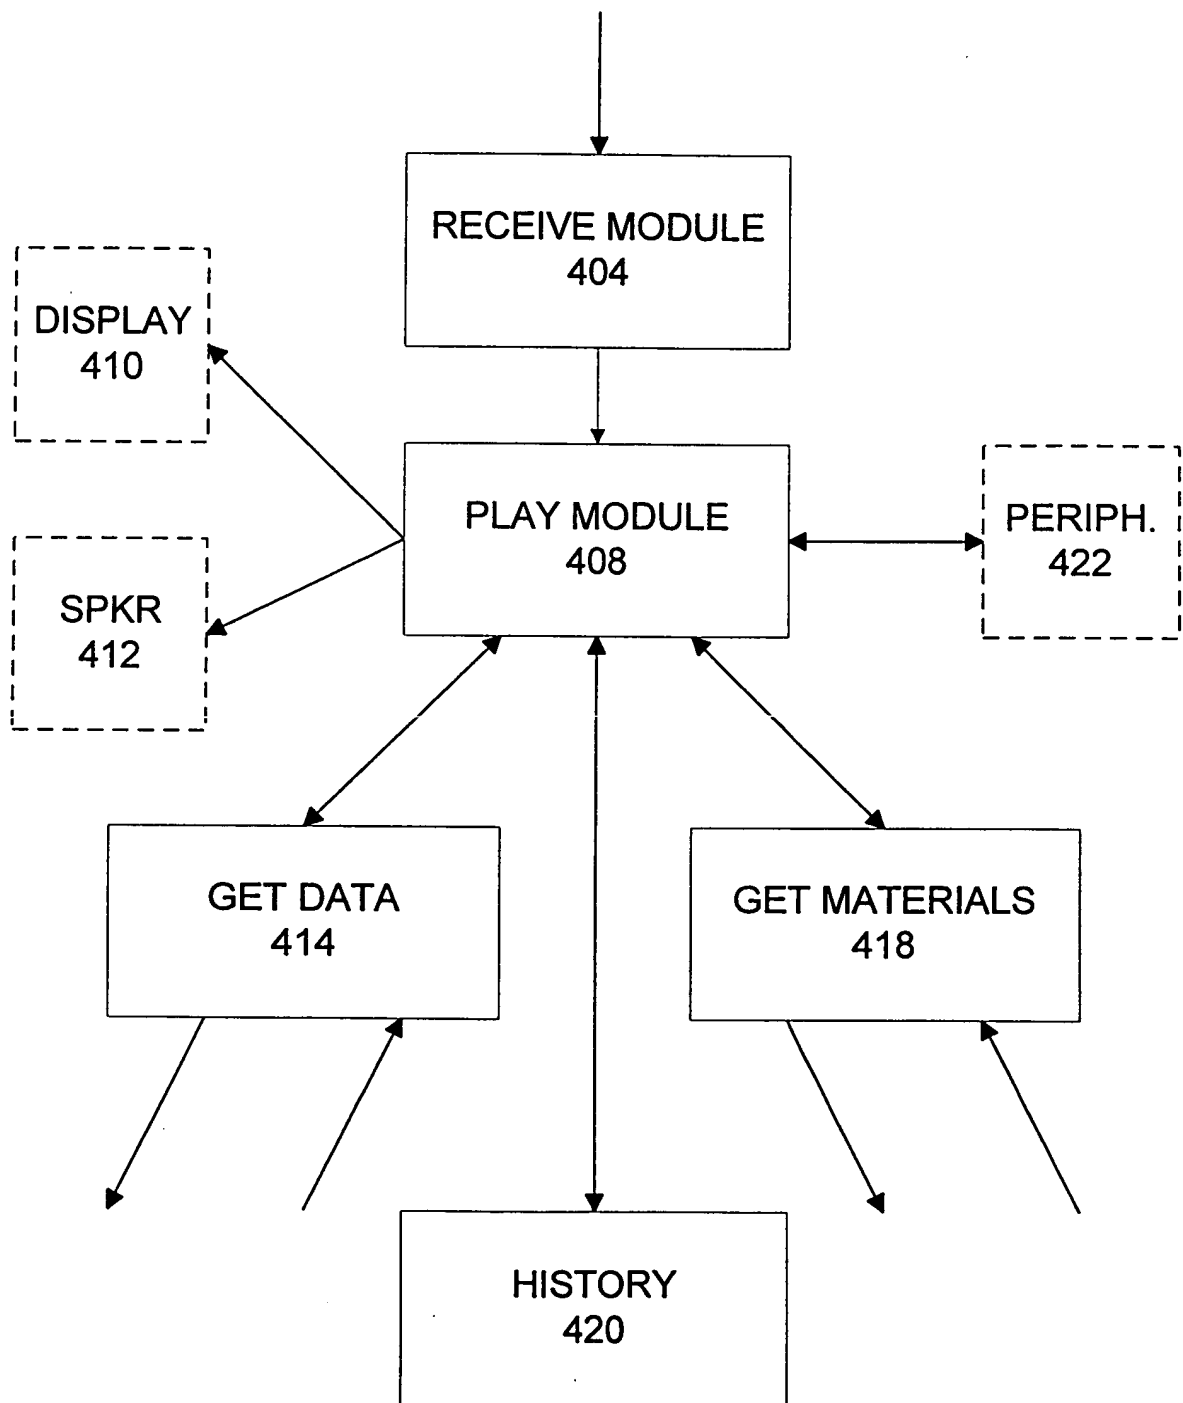 RECEIVE MODULE
404
DISPLAY
410
PLAY MODULE
408
PERIPH.
422
SPKR
412
GET DATA
414
GET MATERIALS
418
HISTORY
420